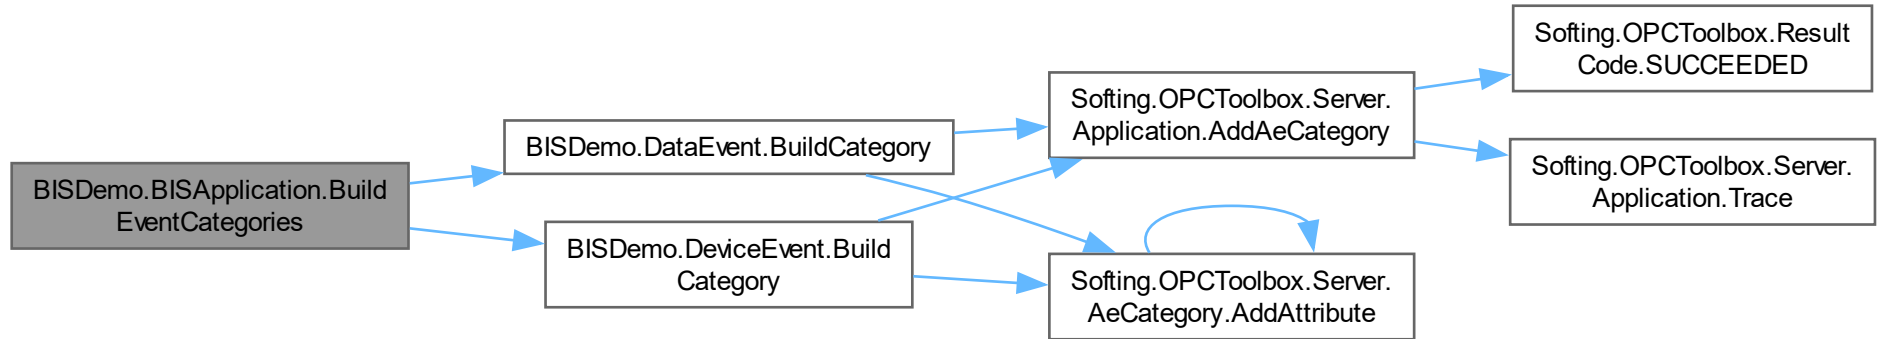 BISDemo.BISApplication.Build
EventCategories
BISDemo.DataEvent.BuildCategory
BISDemo.DeviceEvent.Build
Category
Softing.OPCToolbox.Server.
Application.AddAeCategory
Softing.OPCToolbox.Server.
AeCategory.AddAttribute
Softing.OPCToolbox.Result
Code.SUCCEEDED
Softing.OPCToolbox.Server.
Application.Trace